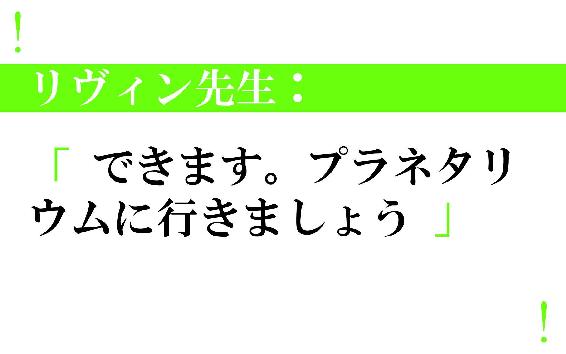 !
リヴィン先生：
「 できます。プラネタリ
ウムに行きましょう 」
!